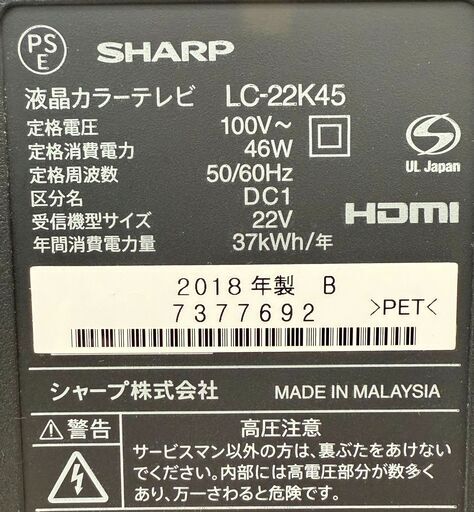 PS
E
SHARP
液晶カラーテレビ LC-22K45
定格電圧 100V～
定格消費電力 46W
定格周波数 50/60Hz
区分名 DC1
受信機型サイズ 22V
年間消費電力量 37kWh/年
S
UL Japan
HDMI
2018年製 B
7377692
>PET<
シャープ株式会社 MADE IN MALAYSIA
⚠警告
高圧注意
サービスマン以外の方は、裏ぶたをあけない
でください。内部には高電圧部分が数多く
あり、万一さわると危険です。